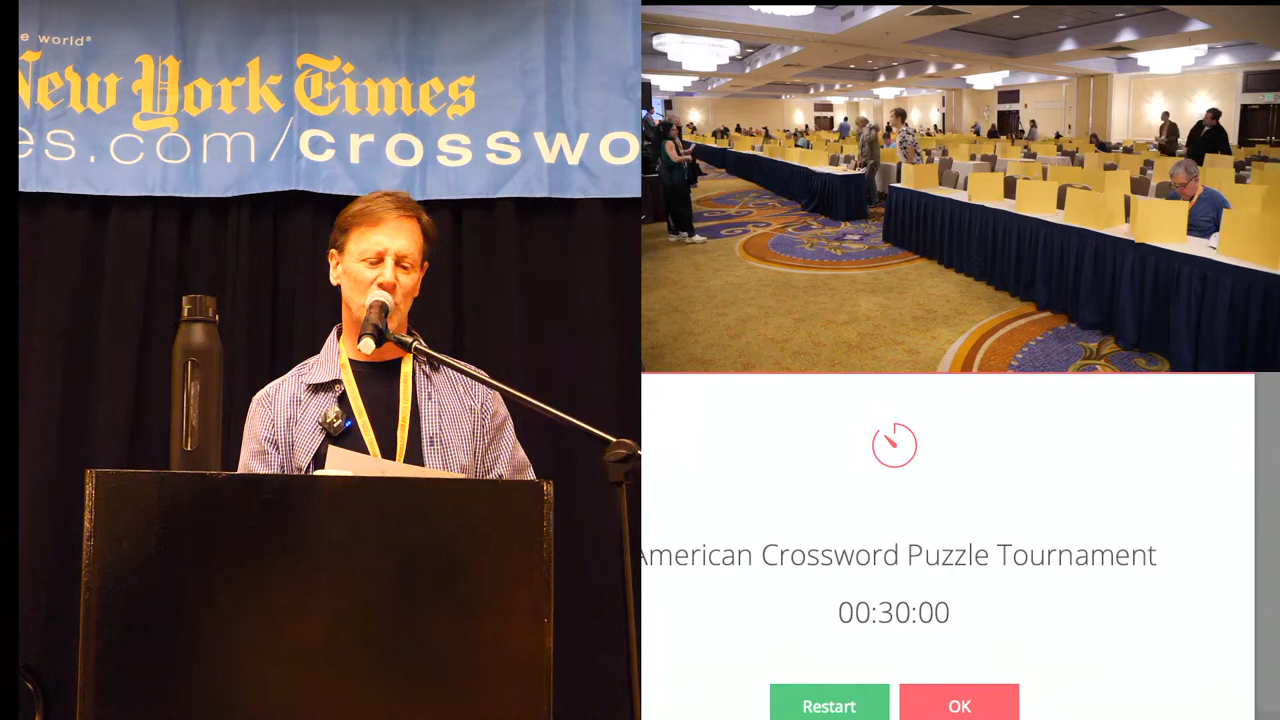 e world®
New York Times
es.com/crosswo
American Crossword Puzzle Tournament
00:30:00
Restart
OK